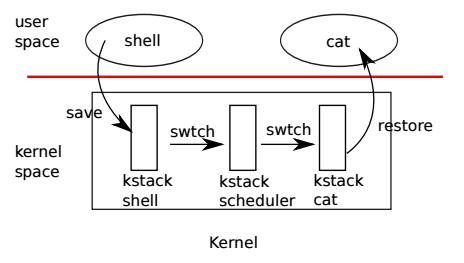 user
space
shell
cat
save
swtch
swtch
restore
kernel
space
kstack
shell
kstack
scheduler
kstack
cat
Kernel